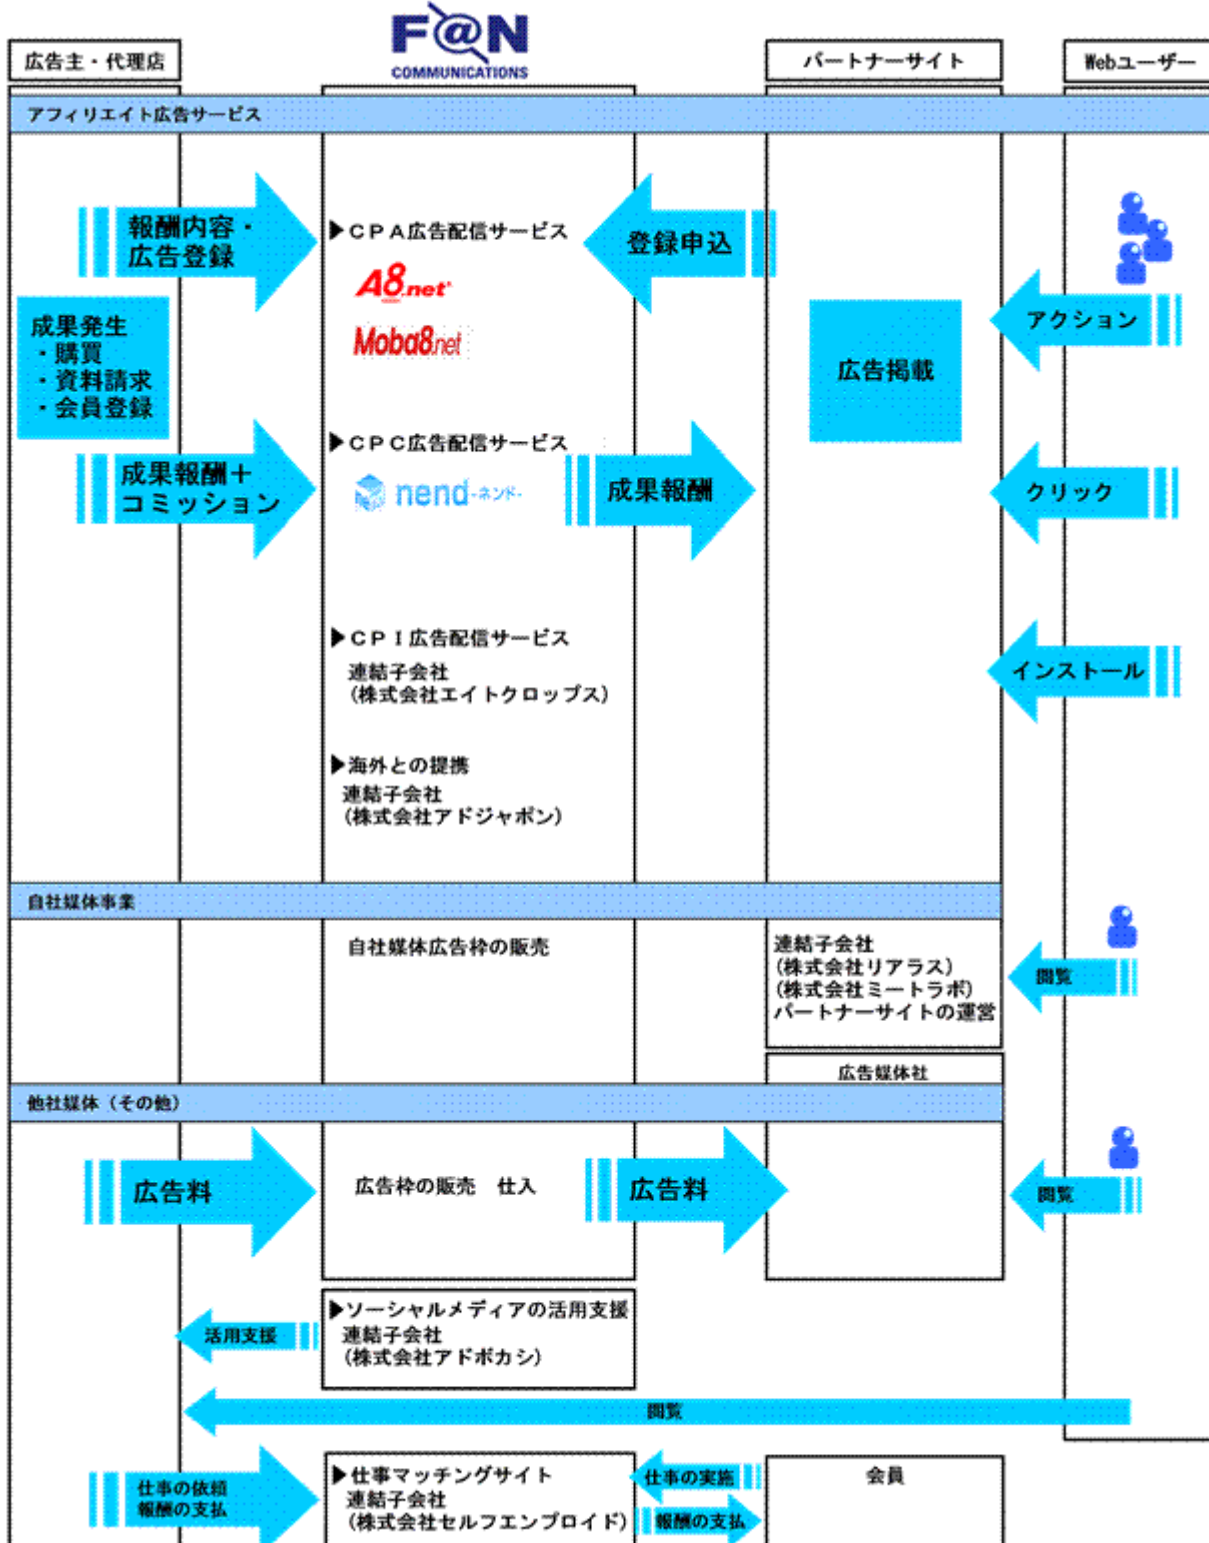 F@N
COMMUNICATIONS
広告主・代理店
パートナーサイト
Webユーザー
アフィリエイト広告サービス
報酬内容・
広告登録
▶CPA広告配信サービス
A8.net
Moba8.net
登録申込
アクション
成果発生
・購買
・資料請求
・会員登録
広告掲載
成果報酬＋
コミッション
▶CPC広告配信サービス
nend-ネンド-
成果報酬
クリック
▶CPI広告配信サービス
連結子会社
(株式会社エイトクロップス)
インストール
▶海外との提携
連結子会社
(株式会社アドジャポン)
自社媒体事業
自社媒体広告枠の販売
連結子会社
(株式会社リアラス)
(株式会社ミートラボ)
パートナーサイトの運営
閲覧
広告媒体社
他社媒体（その他）
広告料
広告枠の販売　仕入
広告料
閲覧
▶ソーシャルメディアの活用支援
連結子会社
(株式会社アドボカシ)
活用支援
閲覧
仕事の依頼
報酬の支払
▶仕事マッチングサイト
連結子会社
(株式会社セルフエンプロイド)
仕事の実施
報酬の支払
会員